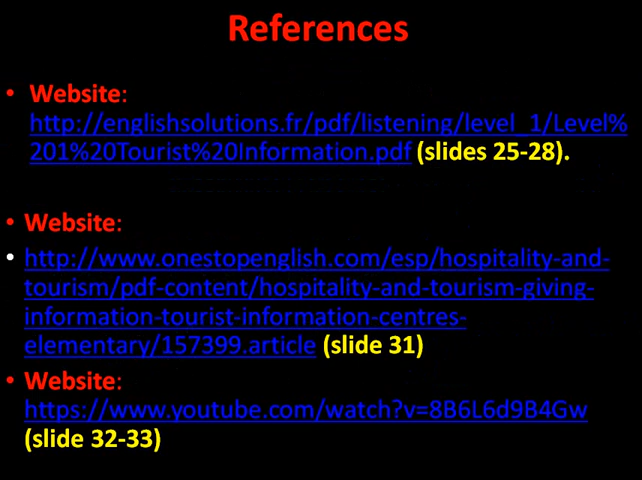 References
• Website:
http://englishsolutions.fr/pdf/listening/level_1/Level%
201%20Tourist%20Information.pdf (slides 25-28).
• Website:
• http://www.onestopenglish.com/esp/hospitality-and-
tourism/pdf-content/hospitality-and-tourism-giving-
information-tourist-information-centres-
elementary/157399.article (slide 31)
• Website:
https://www.youtube.com/watch?v=8B6L6d9B4Gw
(slide 32-33)